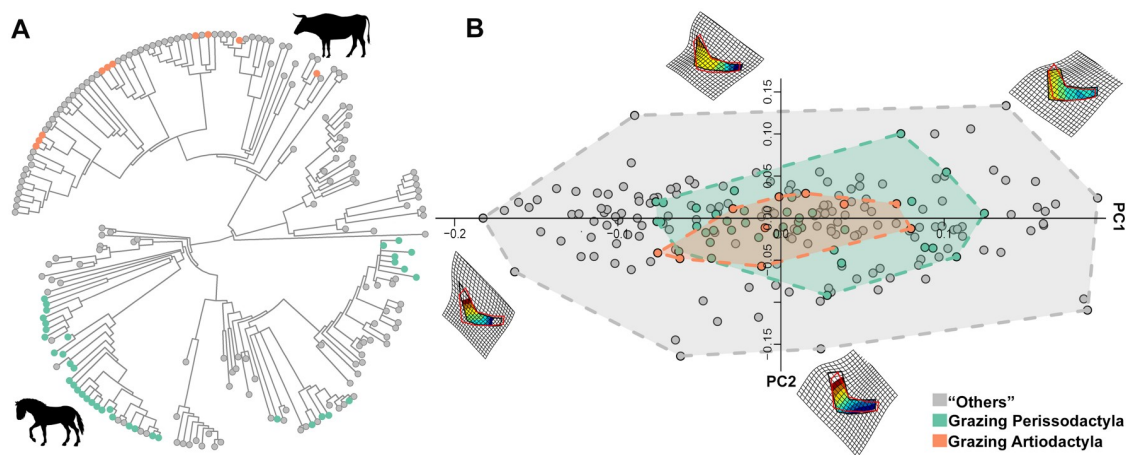 A
B
0.15
0.10
0.05
0.00
-0.05
-0.15
-0.2
-0.1
0.1
PC1
PC2
"Others"
Grazing Perissodactyla
Grazing Artiodactyla